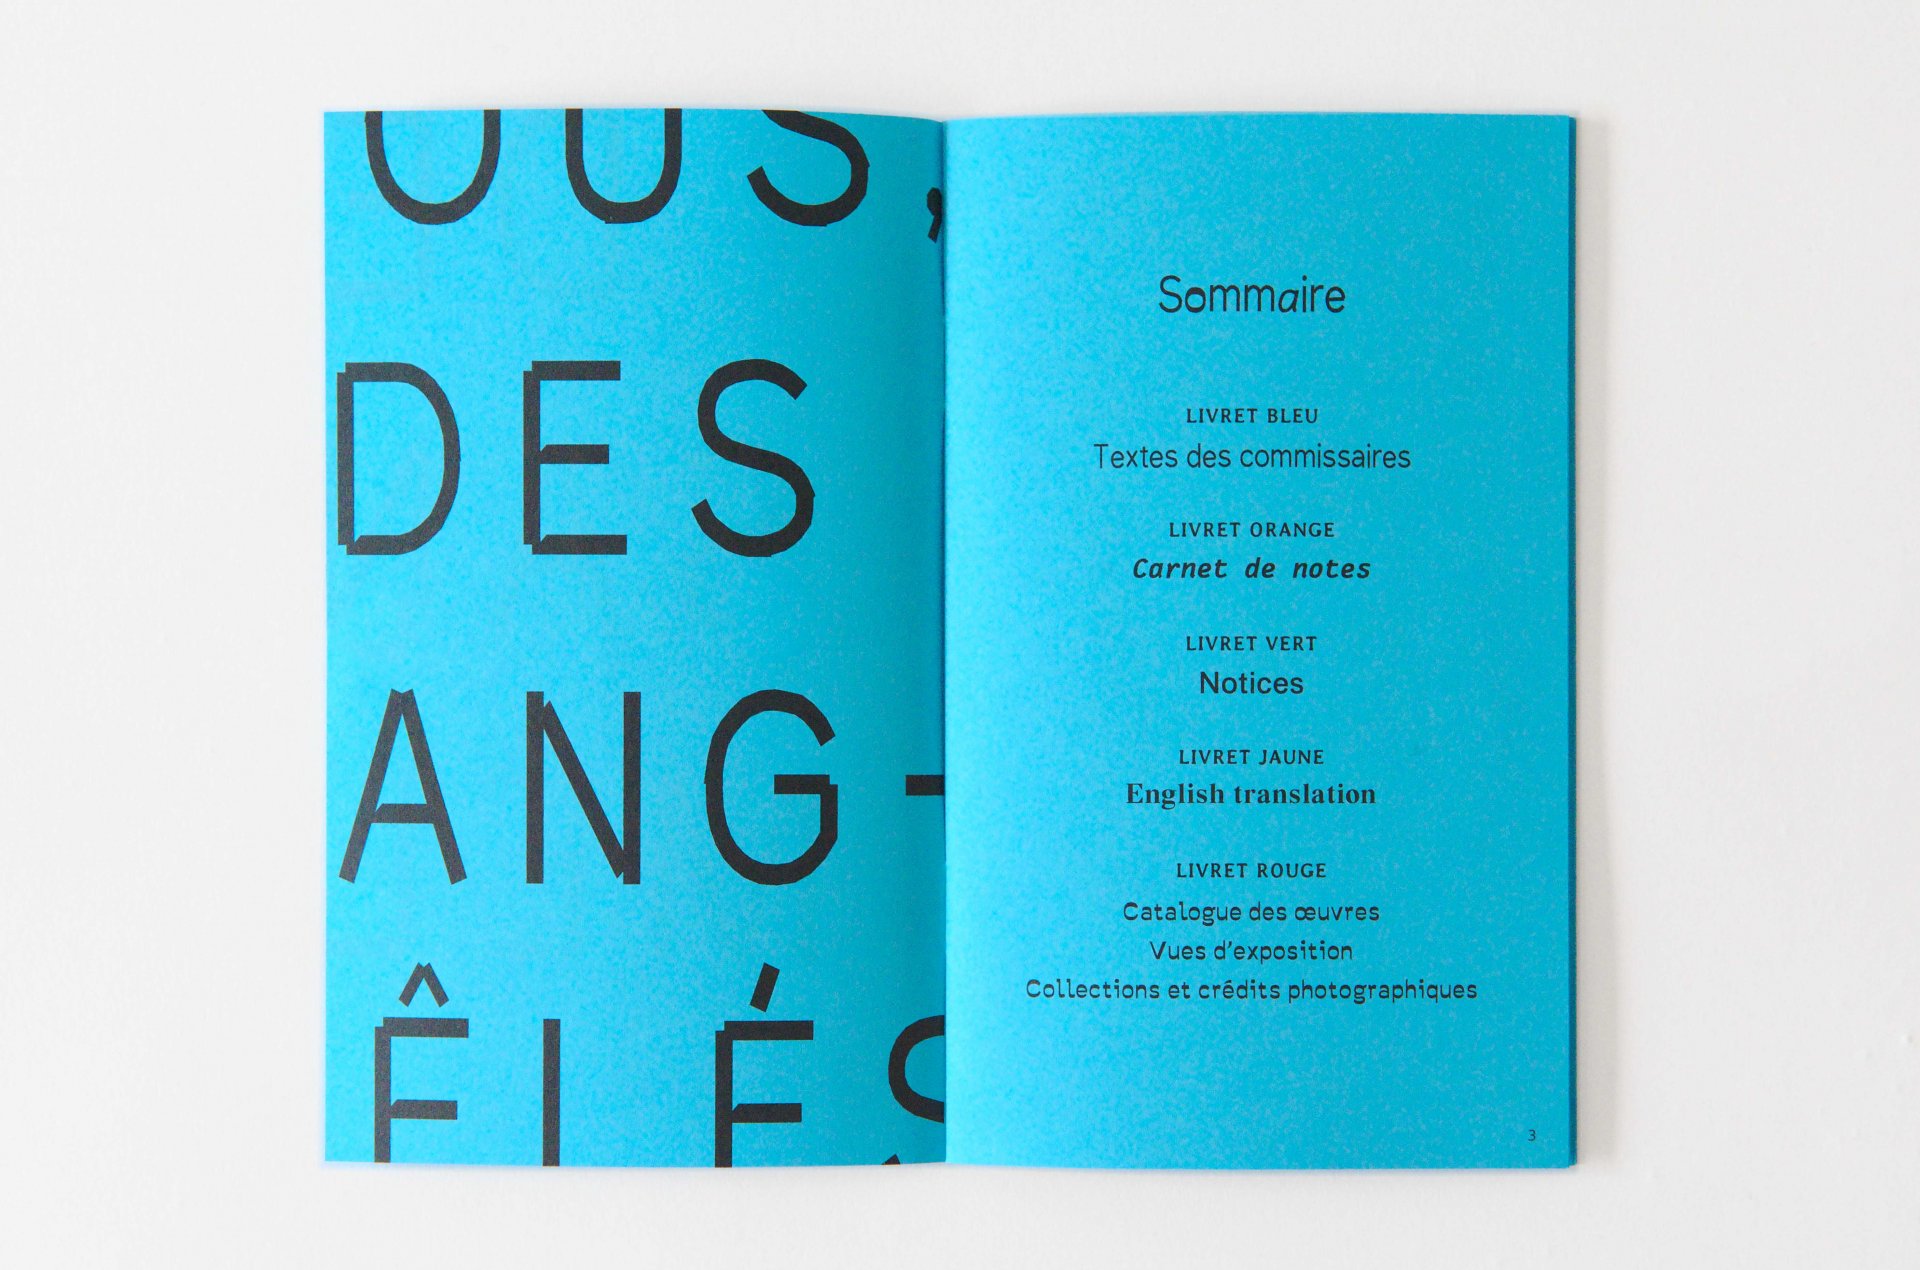 OUS,
DES
ANG-
ÊLÉS
Sommaire
LIVRET BLEU
Textes des commissaires
LIVRET ORANGE
Carnet de notes
LIVRET VERT
Notices
LIVRET JAUNE
English translation
LIVRET ROUGE
Catalogue des œuvres
Vues d’exposition
Collections et crédits photographiques
3